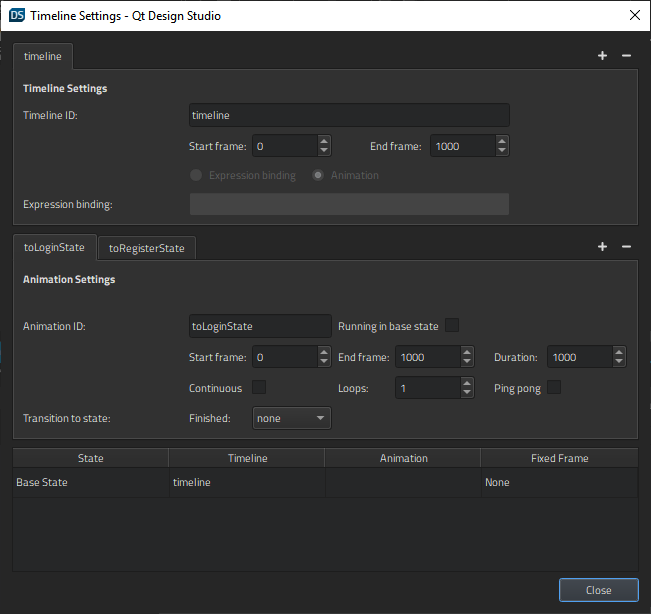 DS Timeline Settings - Qt Design Studio
timeline + −
Timeline Settings
Timeline ID: timeline
Start frame: 0 End frame: 1000
Expression binding Animation
Expression binding:
toLoginState toRegisterState + −
Animation Settings
Animation ID: toLoginState Running in base state
Start frame: 0 End frame: 1000 Duration: 1000
Continuous Loops: 1 Ping pong
Transition to state: Finished: none
State Timeline Animation Fixed Frame
Base State timeline None
Close